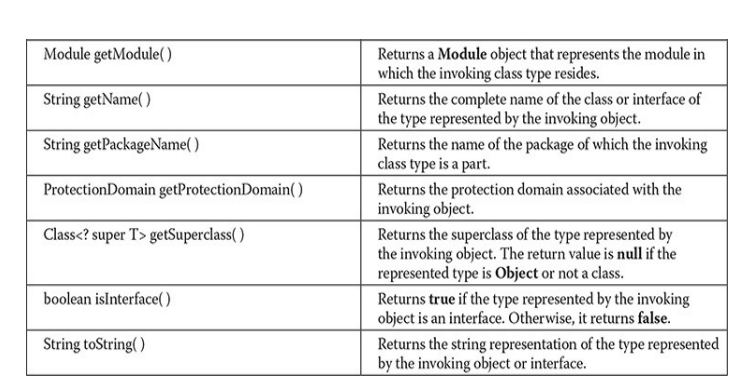 Module getModule( )
Returns a Module object that represents the module in
which the invoking class type resides.
String getName( )
Returns the complete name of the class or interface of
the type represented by the invoking object.
String getPackageName( )
Returns the name of the package of which the invoking
class type is a part.
ProtectionDomain getProtectionDomain( )
Returns the protection domain associated with the
invoking object.
Class<? super T> getSuperclass( )
Returns the superclass of the type represented by
the invoking object. The return value is null if the
represented type is Object or not a class.
boolean isInterface( )
Returns true if the type represented by the invoking
object is an interface. Otherwise, it returns false.
String toString( )
Returns the string representation of the type represented
by the invoking object or interface.